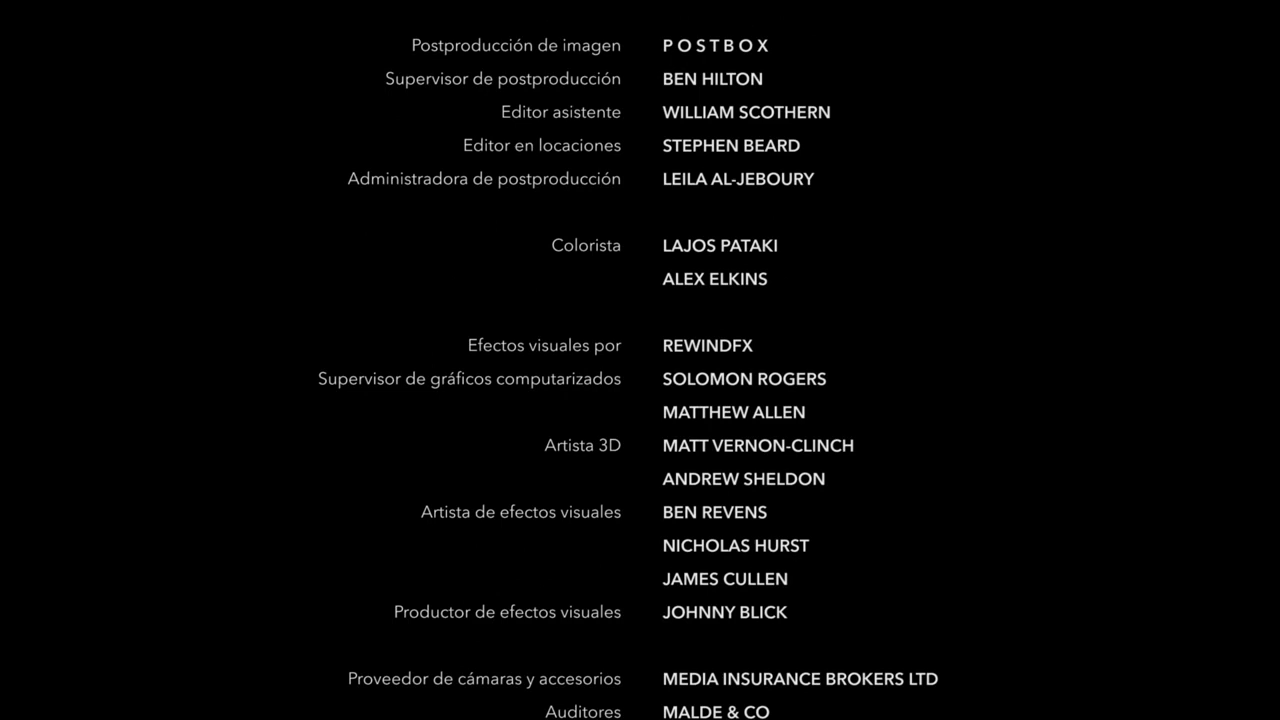 Postproducción de imagen P O S T B O X
Supervisor de postproducción BEN HILTON
Editor asistente WILLIAM SCOTHERN
Editor en locaciones STEPHEN BEARD
Administradora de postproducción LEILA AL-JEBOURY
Colorista LAJOS PATAKI
ALEX ELKINS
Efectos visuales por REWINDFX
Supervisor de gráficos computarizados SOLOMON ROGERS
MATTHEW ALLEN
Artista 3D MATT VERNON-CLINCH
ANDREW SHELDON
Artista de efectos visuales BEN REVENS
NICHOLAS HURST
JAMES CULLEN
Productor de efectos visuales JOHNNY BLICK
Proveedor de cámaras y accesorios MEDIA INSURANCE BROKERS LTD
Auditores MALDE & CO